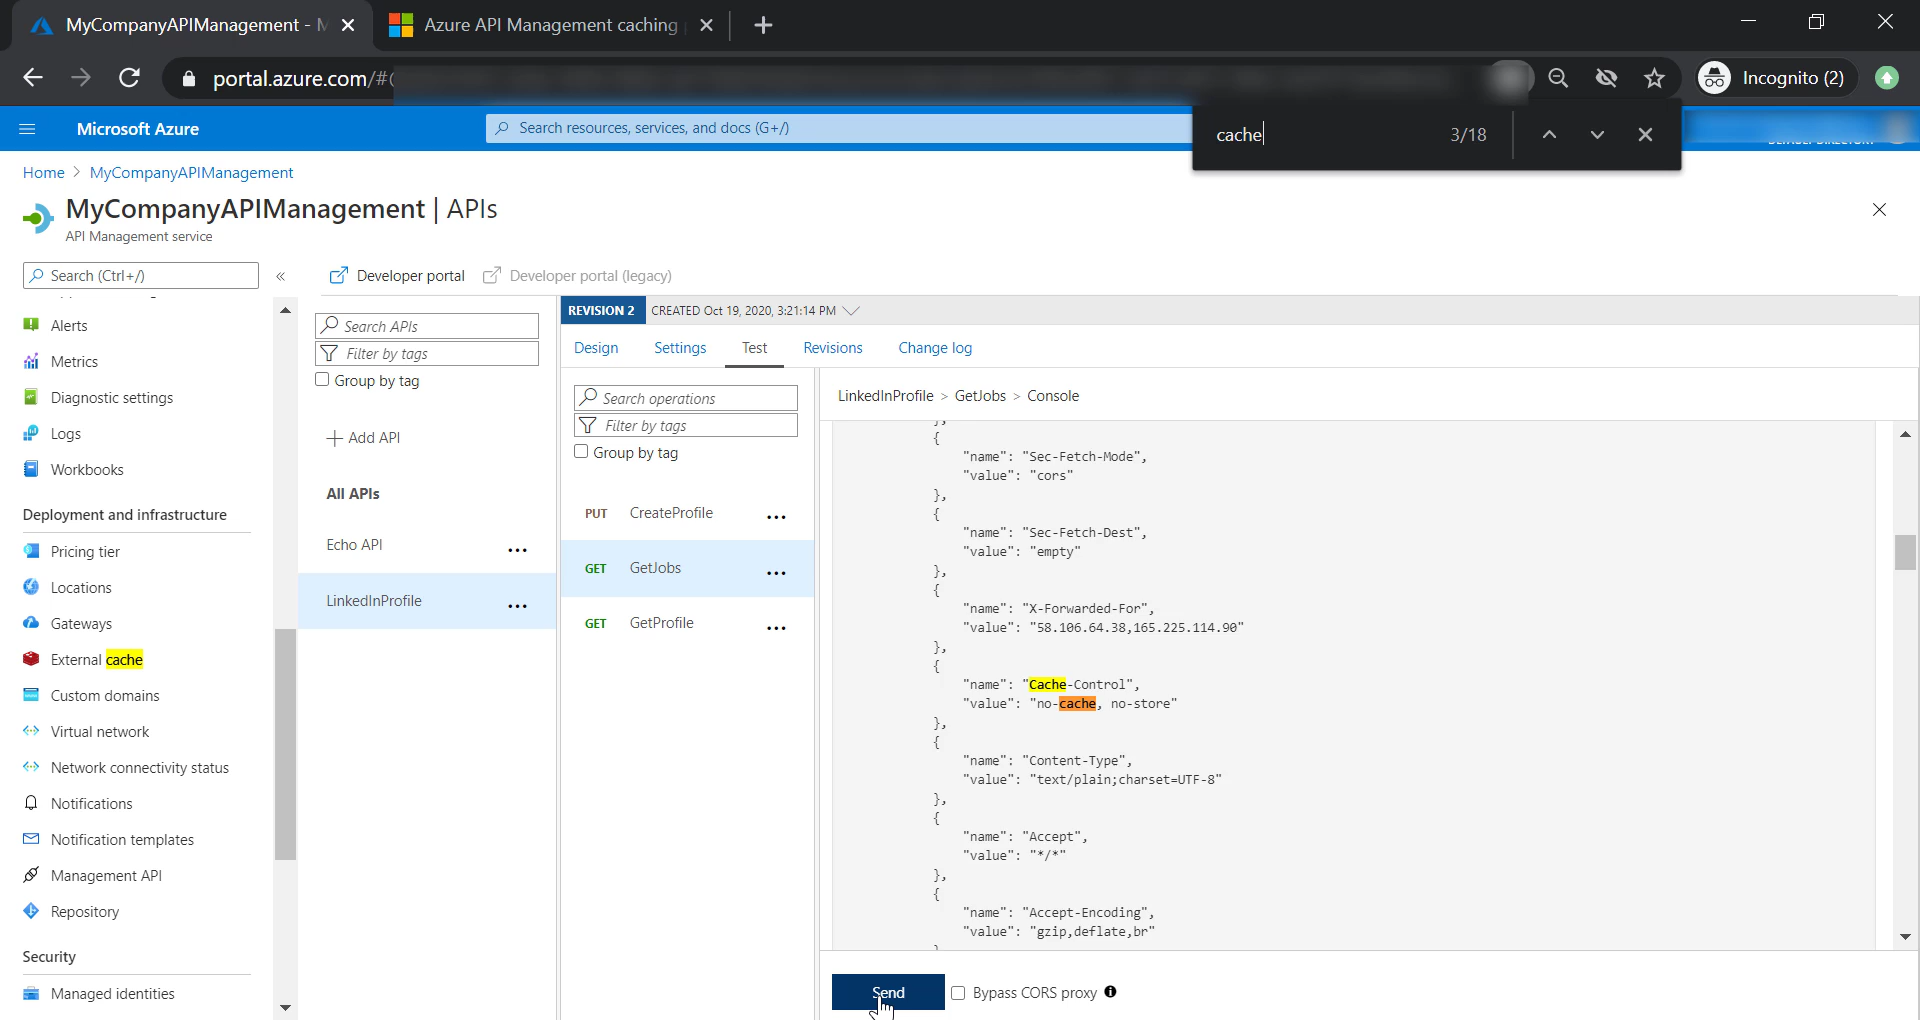 MyCompanyAPIManagement - M
Azure API Management caching
portal.azure.com/#
Incognito (2)
cache
3/18
Microsoft Azure
Search resources, services, and docs (G+/)
Home > MyCompanyAPIManagement
MyCompanyAPIManagement | APIs
API Management service
Search (Ctrl+/)
«
Developer portal
Developer portal (legacy)
Alerts
Metrics
Diagnostic settings
Logs
Workbooks
Deployment and infrastructure
Pricing tier
Locations
Gateways
External cache
Custom domains
Virtual network
Network connectivity status
Notifications
Notification templates
Management API
Repository
Security
Managed identities
Search APIs
Filter by tags
Group by tag
Add API
All APIs
Echo API
LinkedInProfile
REVISION 2
CREATED Oct 19, 2020, 3:21:14 PM
Design
Settings
Test
Revisions
Change log
Search operations
Filter by tags
Group by tag
PUT CreateProfile
GET GetJobs
GET GetProfile
LinkedInProfile > GetJobs > Console
},
{
"name": "Sec-Fetch-Mode",
"value": "cors"
},
{
"name": "Sec-Fetch-Dest",
"value": "empty"
},
{
"name": "X-Forwarded-For",
"value": "58.106.64.38,165.225.114.90"
},
{
"name": "Cache-Control",
"value": "no-cache, no-store"
},
{
"name": "Content-Type",
"value": "text/plain;charset=UTF-8"
},
{
"name": "Accept",
"value": "*/*"
},
{
"name": "Accept-Encoding",
"value": "gzip,deflate,br"
Send
Bypass CORS proxy